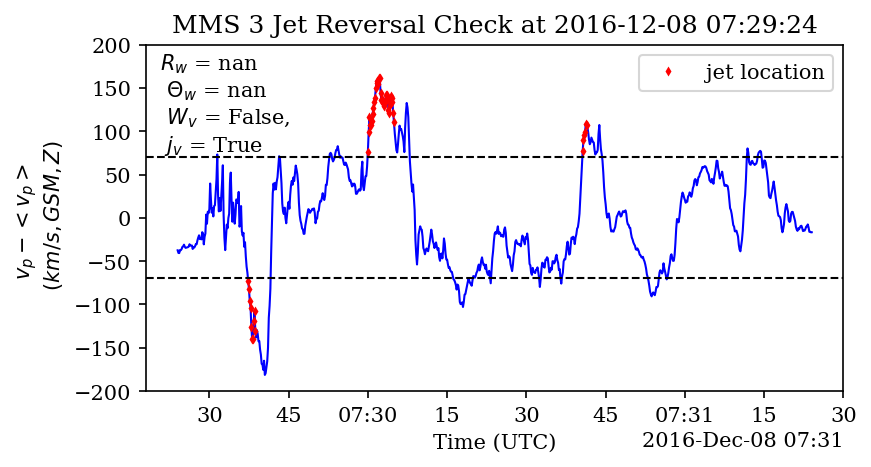 MMS 3 Jet Reversal Check at 2016-12-08 07:29:24
R_w = nan
Θ_w = nan
W_v = False,
j_v = True
jet location
v_p − < v_p >
(km/s, GSM, Z)
200
150
100
50
0
−50
−100
−150
−200
30 45 07:30 15 30 45 07:31 15 30
Time (UTC)
2016-Dec-08 07:31